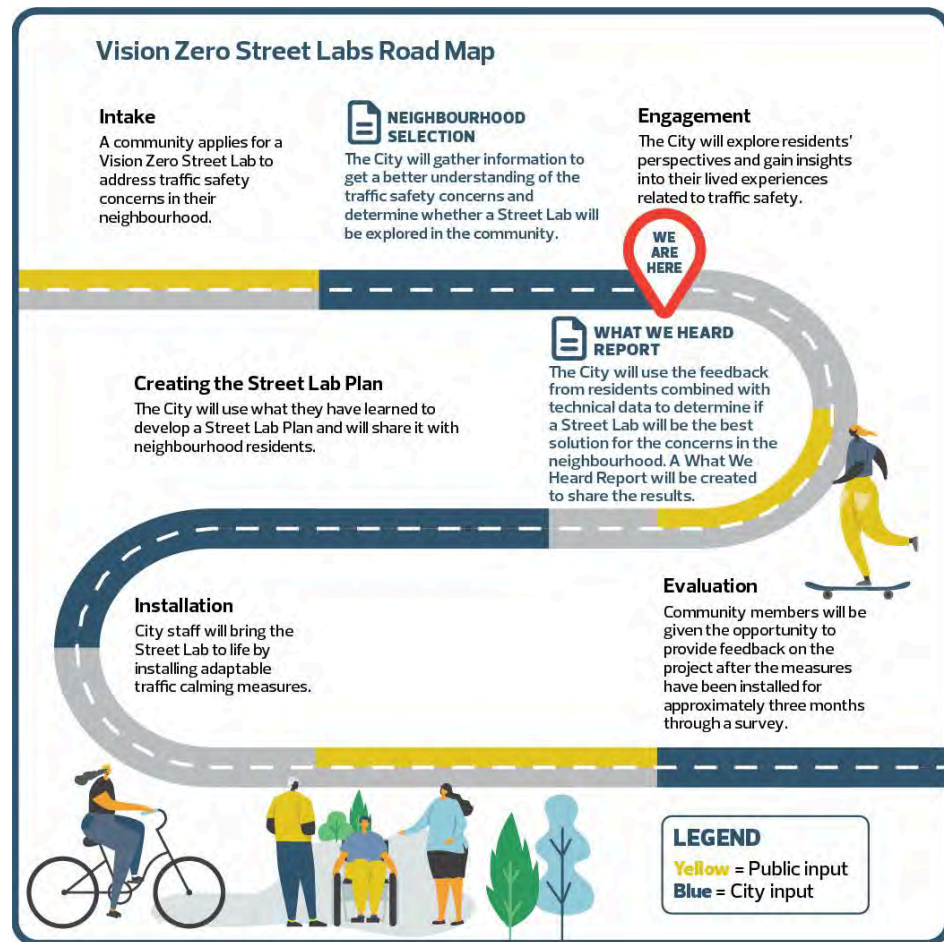 Vision Zero Street Labs Road Map
Intake
A community applies for a
Vision Zero Street Lab to
address traffic safety
concerns in their
neighbourhood.
NEIGHBOURHOOD
SELECTION
The City will gather information to
get a better understanding of the
traffic safety concerns and
determine whether a Street Lab will
be explored in the community.
Engagement
The City will explore residents'
perspectives and gain insights
into their lived experiences
related to traffic safety.
WE
ARE
HERE
WHAT WE HEARD
REPORT
The City will use the feedback
from residents combined with
technical data to determine if
a Street Lab will be the best
solution for the concerns in the
neighbourhood. A What We
Heard Report will be created
to share the results.
Creating the Street Lab Plan
The City will use what they have learned to
develop a Street Lab Plan and will share it with
neighbourhood residents.
Installation
City staff will bring the
Street Lab to life by
installing adaptable
traffic calming measures.
Evaluation
Community members will be
given the opportunity to
provide feedback on the
project after the measures
have been installed for
approximately three months
through a survey.
LEGEND
Yellow = Public input
Blue = City input